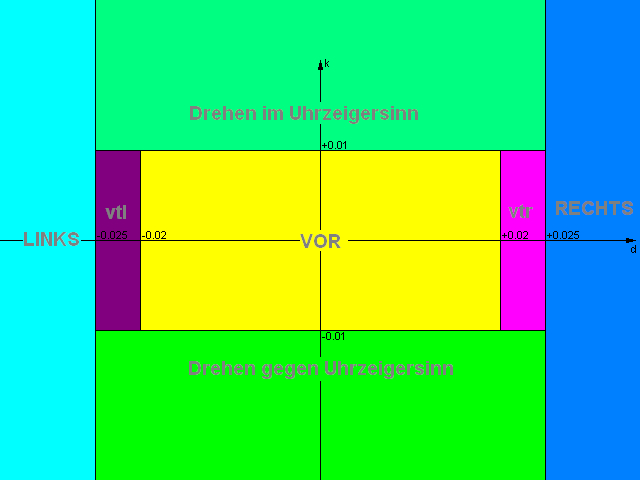 k
Drehen im Uhrzeigersinn
+0.01
vtl
vtr
RECHTS
LINKS
-0.025
-0.02
VOR
+0.02
+0.025
d
-0.01
Drehen gegen Uhrzeigersinn